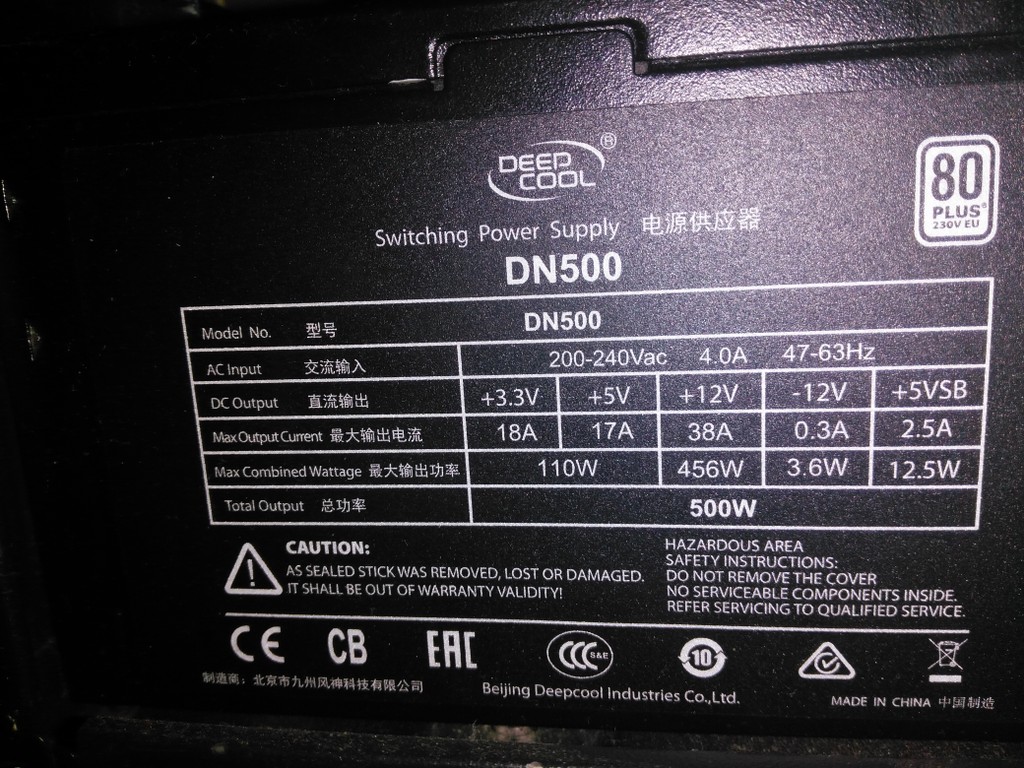 DEEP
COOL®
80
PLUS®
230V EU
Switching Power Supply 电源供应器
DN500
Model No. 型号 DN500
AC Input 交流输入 200-240Vac 4.0A 47-63Hz
DC Output 直流输出 +3.3V +5V +12V -12V +5VSB
Max Output Current 最大输出电流 18A 17A 38A 0.3A 2.5A
Max Combined Wattage 最大输出功率 110W 456W 3.6W 12.5W
Total Output 总功率 500W
CAUTION:
AS SEALED STICK WAS REMOVED, LOST OR DAMAGED.
IT SHALL BE OUT OF WARRANTY VALIDITY!
HAZARDOUS AREA
SAFETY INSTRUCTIONS:
DO NOT REMOVE THE COVER
NO SERVICEABLE COMPONENTS INSIDE.
REFER SERVICING TO QUALIFIED SERVICE.
CE CB EAC CCC S&E 10
制造商：北京市九州风神科技有限公司
Beijing Deepcool Industries Co.,Ltd.
MADE IN CHINA 中国制造